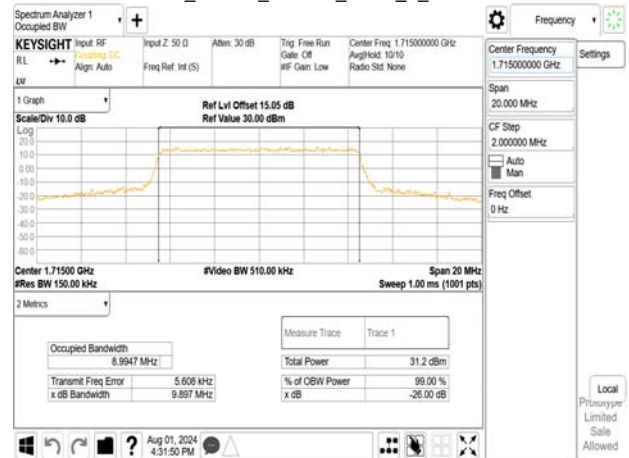 Spectrum Analyzer 1
Occupied BW
Frequency
KEYSIGHT
RL
Input: RF
Coupling: DC
Align: Auto
Input Z: 50 Ω
Freq Ref: Int (S)
Atten: 30 dB
Trig: Free Run
Gate: Off
#IF Gain: Low
Center Freq: 1.715000000 GHz
Avg|Hold: 10/10
Radio Std: None
Center Frequency
1.715000000 GHz
Settings
Span
20.000 MHz
CF Step
2.000000 MHz
Auto
Man
Freq Offset
0 Hz
1 Graph
Scale/Div 10.0 dB
Ref Lvl Offset 15.05 dB
Ref Value 30.00 dBm
Log
20.0
10.0
0.00
-10.0
-20.0
-30.0
-40.0
-50.0
-60.0
Center 1.71500 GHz
#Video BW 510.00 kHz
Span 20 MHz
#Res BW 150.00 kHz
Sweep 1.00 ms (1001 pts)
2 Metrics
Measure Trace
Trace 1
Occupied Bandwidth
8.9947 MHz
Total Power
31.2 dBm
Transmit Freq Error
5.608 kHz
% of OBW Power
99.00 %
x dB Bandwidth
9.897 MHz
x dB
-26.00 dB
Local
Prototype
Limited
Sale
Allowed
Aug 01, 2024
4:31:50 PM